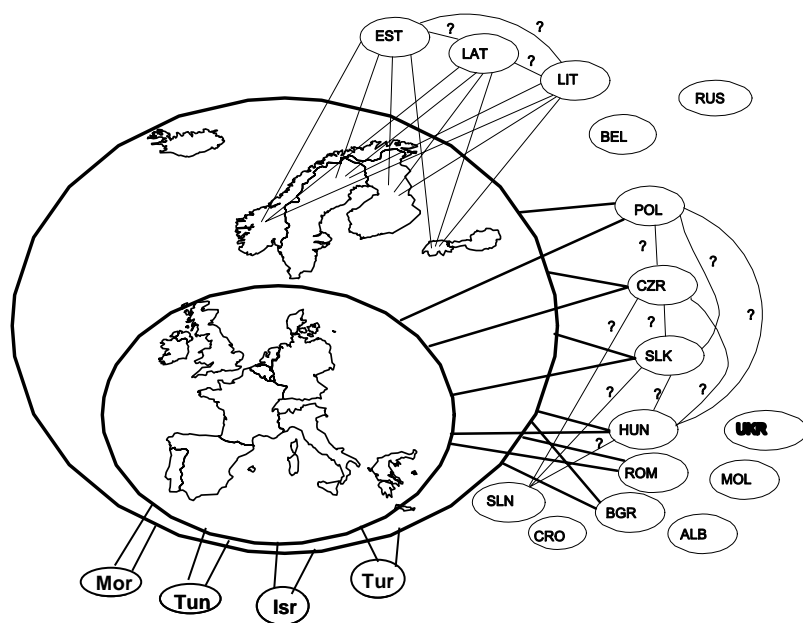 EST
?
LAT
?
?
LIT
RUS
BEL
POL
?
?
CZR
?
?
?
SLK
?
?
?
HUN
?
UKR
ROM
MOL
SLN
BGR
CRO
ALB
Mor
Tun
Isr
Tur